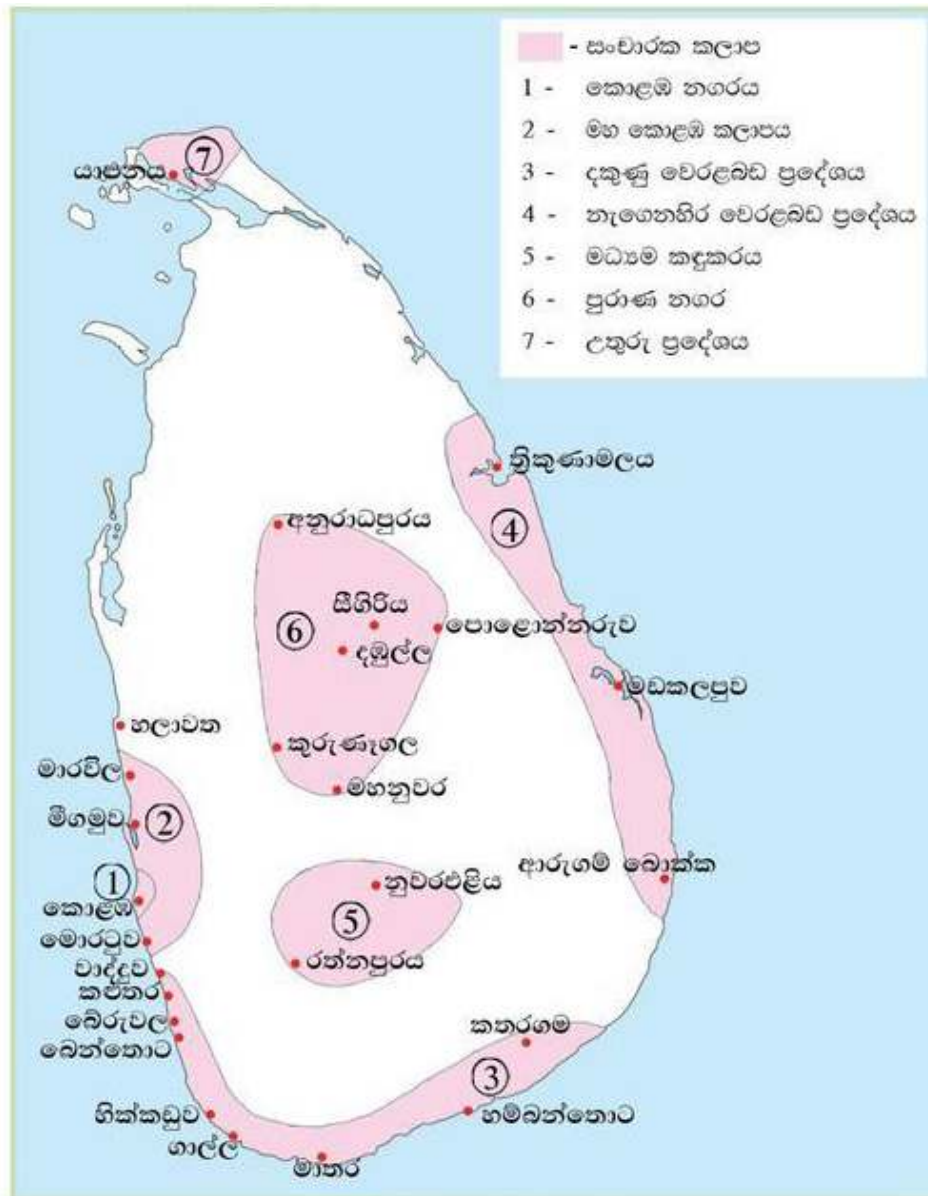 - සංචාරක කලාප
1 - කොළඹ නගරය
2 - මහ කොළඹ කලාපය
3 - දකුණු වෙරළබඩ ප්‍රදේශය
4 - නැගෙනහිර වෙරළබඩ ප්‍රදේශය
5 - මධ්‍යම කඳුකරය
6 - පුරාණ නගර
7 - උතුරු ප්‍රදේශය
7
යාපනය
ත්‍රිකුණාමලය
4
අනුරාධපුරය
සීගිරිය
6
පොළොන්නරුව
දඹුල්ල
මඩකලපුව
හලාවත
කුරුණෑගල
මාරවිල
මහනුවර
මීගමුව
2
ආරුගම් බොක්ක
1
නුවරඑළිය
කොළඹ
5
මොරටුව
රත්නපුරය
වාද්දුව
කළුතර
බේරුවල
කතරගම
බෙන්තොට
3
හික්කඩුව
හම්බන්තොට
ගාල්ල
මාතර